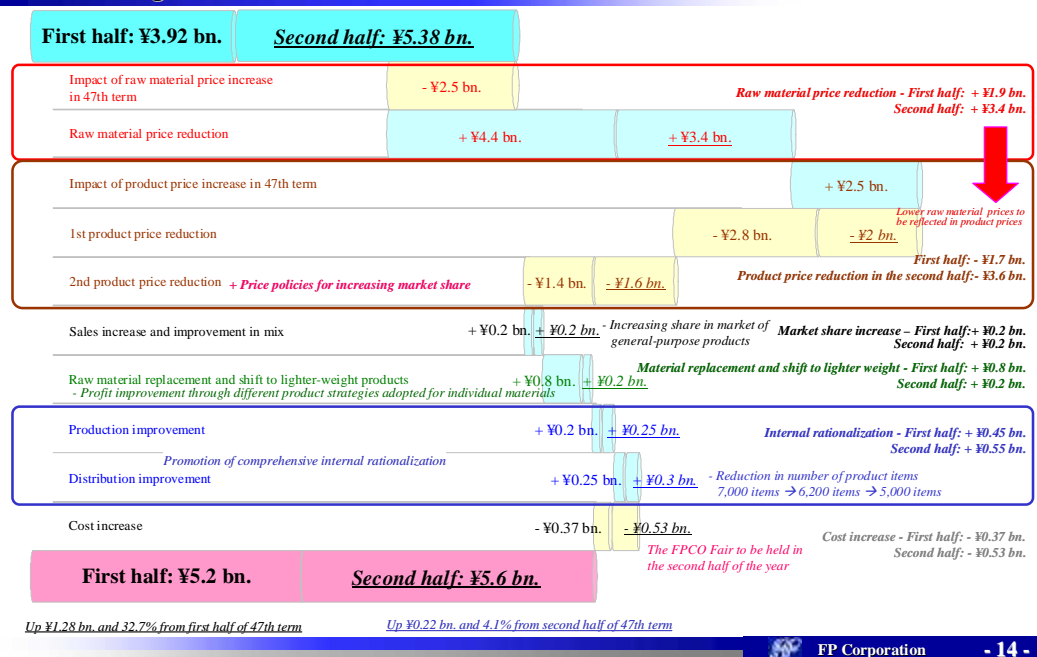 First half: ¥3.92 bn.
Second half: ¥5.38 bn.
Impact of raw material price increase
in 47th term
- ¥2.5 bn.
Raw material price reduction - First half: + ¥1.9 bn.
Second half: + ¥3.4 bn.
Raw material price reduction
+ ¥4.4 bn.
+ ¥3.4 bn.
Impact of product price increase in 47th term
+ ¥2.5 bn.
Lower raw material prices to
be reflected in product prices
1st product price reduction
- ¥2.8 bn.
- ¥2 bn.
First half: - ¥1.7 bn.
Product price reduction in the second half:- ¥3.6 bn.
2nd product price reduction + Price policies for increasing market share
- ¥1.4 bn.
- ¥1.6 bn.
Sales increase and improvement in mix
+ ¥0.2 bn.
+ ¥0.2 bn.
- Increasing share in market of
general-purpose products
Market share increase – First half:+ ¥0.2 bn.
Second half: + ¥0.2 bn.
Raw material replacement and shift to lighter-weight products
+ ¥0.8 bn.
+ ¥0.2 bn.
- Profit improvement through different product strategies adopted for individual materials
Material replacement and shift to lighter weight - First half: + ¥0.8 bn.
Second half: + ¥0.2 bn.
Production improvement
+ ¥0.2 bn.
+ ¥0.25 bn.
Internal rationalization - First half: + ¥0.45 bn.
Second half: + ¥0.55 bn.
Promotion of comprehensive internal rationalization
Distribution improvement
+ ¥0.25 bn.
+ ¥0.3 bn.
- Reduction in number of product items
7,000 items → 6,200 items → 5,000 items
Cost increase
- ¥0.37 bn.
- ¥0.53 bn.
Cost increase - First half: - ¥0.37 bn.
Second half: - ¥0.53 bn.
The FPCO Fair to be held in
the second half of the year
First half: ¥5.2 bn.
Second half: ¥5.6 bn.
Up ¥1.28 bn. and 32.7% from first half of 47th term
Up ¥0.22 bn. and 4.1% from second half of 47th term
FP Corporation
- 14 -